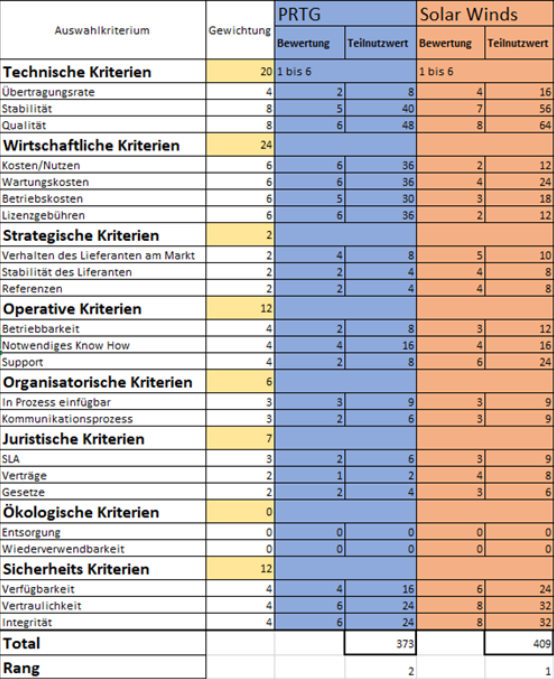 PRTG Solar Winds
Auswahlkriterium Gewichtung Bewertung Teilnutzwert Bewertung Teilnutzwert
Technische Kriterien 20 1 bis 6 1 bis 6
Übertragungsrate 4 2 8 4 16
Stabilität 8 5 40 7 56
Qualität 8 6 48 8 64
Wirtschaftliche Kriterien 24
Kosten/Nutzen 6 6 36 2 12
Wartungskosten 6 6 36 4 24
Betriebskosten 6 5 30 3 18
Lizenzgebühren 6 6 36 2 12
Strategische Kriterien 2
Verhalten des Lieferanten am Markt 2 4 8 5 10
Stabilität des Liferanten 2 2 4 4 8
Referenzen 2 2 4 4 8
Operative Kriterien 12
Betriebbarkeit 4 2 8 3 12
Notwendiges Know How 4 4 16 4 16
Support 4 2 8 6 24
Organisatorische Kriterien 6
In Prozess einfügbar 3 3 9 3 9
Kommunikationsprozess 3 2 6 3 9
Juristische Kriterien 7
SLA 3 2 6 3 9
Verträge 2 1 2 4 8
Gesetze 2 2 4 3 6
Ökologische Kriterien 0
Entsorgung 0 0 0 0 0
Wiederverwendbarkeit 0 0 0 0 0
Sicherheits Kriterien 12
Verfügbarkeit 4 4 16 6 24
Vertraulichkeit 4 6 24 8 32
Integrität 4 6 24 8 32
Total 373 409
Rang 2 1